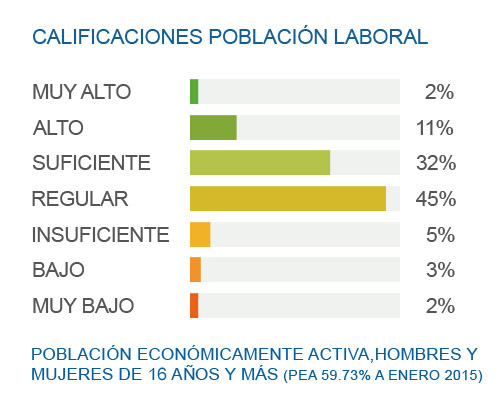 CALIFICACIONES POBLACIÓN LABORAL
MUY ALTO 2%
ALTO 11%
SUFICIENTE 32%
REGULAR 45%
INSUFICIENTE 5%
BAJO 3%
MUY BAJO 2%
POBLACIÓN ECONÓMICAMENTE ACTIVA,HOMBRES Y
MUJERES DE 16 AÑOS Y MÁS (PEA 59.73% A ENERO 2015)